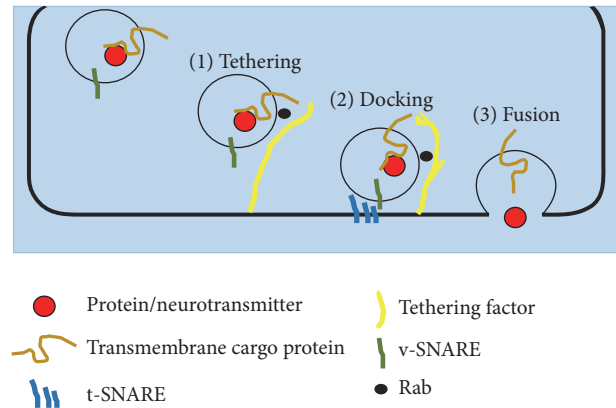 (1) Tethering
(2) Docking
(3) Fusion
Protein/neurotransmitter
Transmembrane cargo protein
t-SNARE
Tethering factor
v-SNARE
Rab